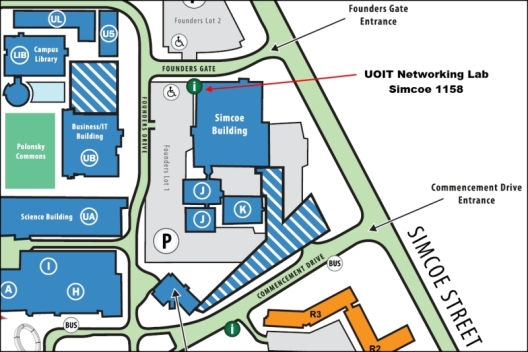 Founders Lot 2
Founders Gate
Entrance
UL
U5
LIB
Campus
Library
FOUNDERS GATE
i
UOIT Networking Lab
Simcoe 1158
FOUNDERS DRIVE
Simcoe
Building
Business/IT
Building
UB
Polonsky
Commons
Founders Lot 1
J
K
J
Commencement Drive
Entrance
Science Building
UA
P
SIMCOE STREET
I
A
H
COMMENCEMENT DRIVE
BUS
BUS
i
R3
R2